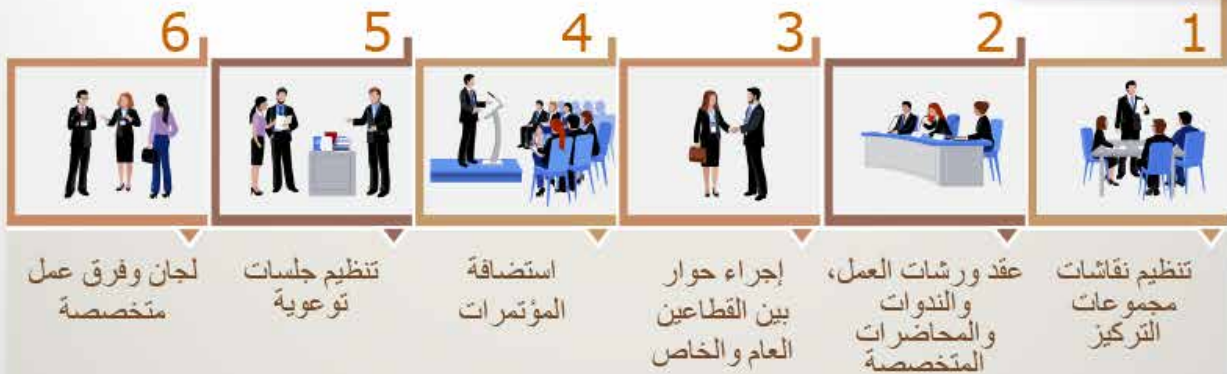 1
تنظيم نقاشات
مجموعات
التركيز
2
عقد ورشات العمل،
والندوات
والمحاضرات
المتخصصة
3
إجراء حوار
بين القطاعين
العام والخاص
4
استضافة
المؤتمرات
5
تنظيم جلسات
توعوية
6
لجان وفرق عمل
متخصصة